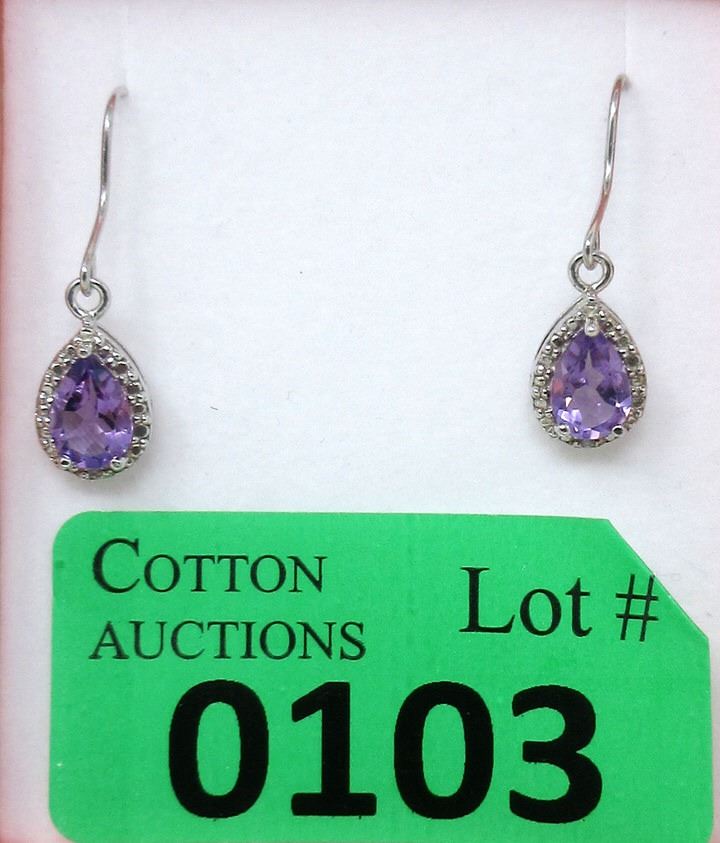 COTTON
AUCTIONS
Lot #
0103